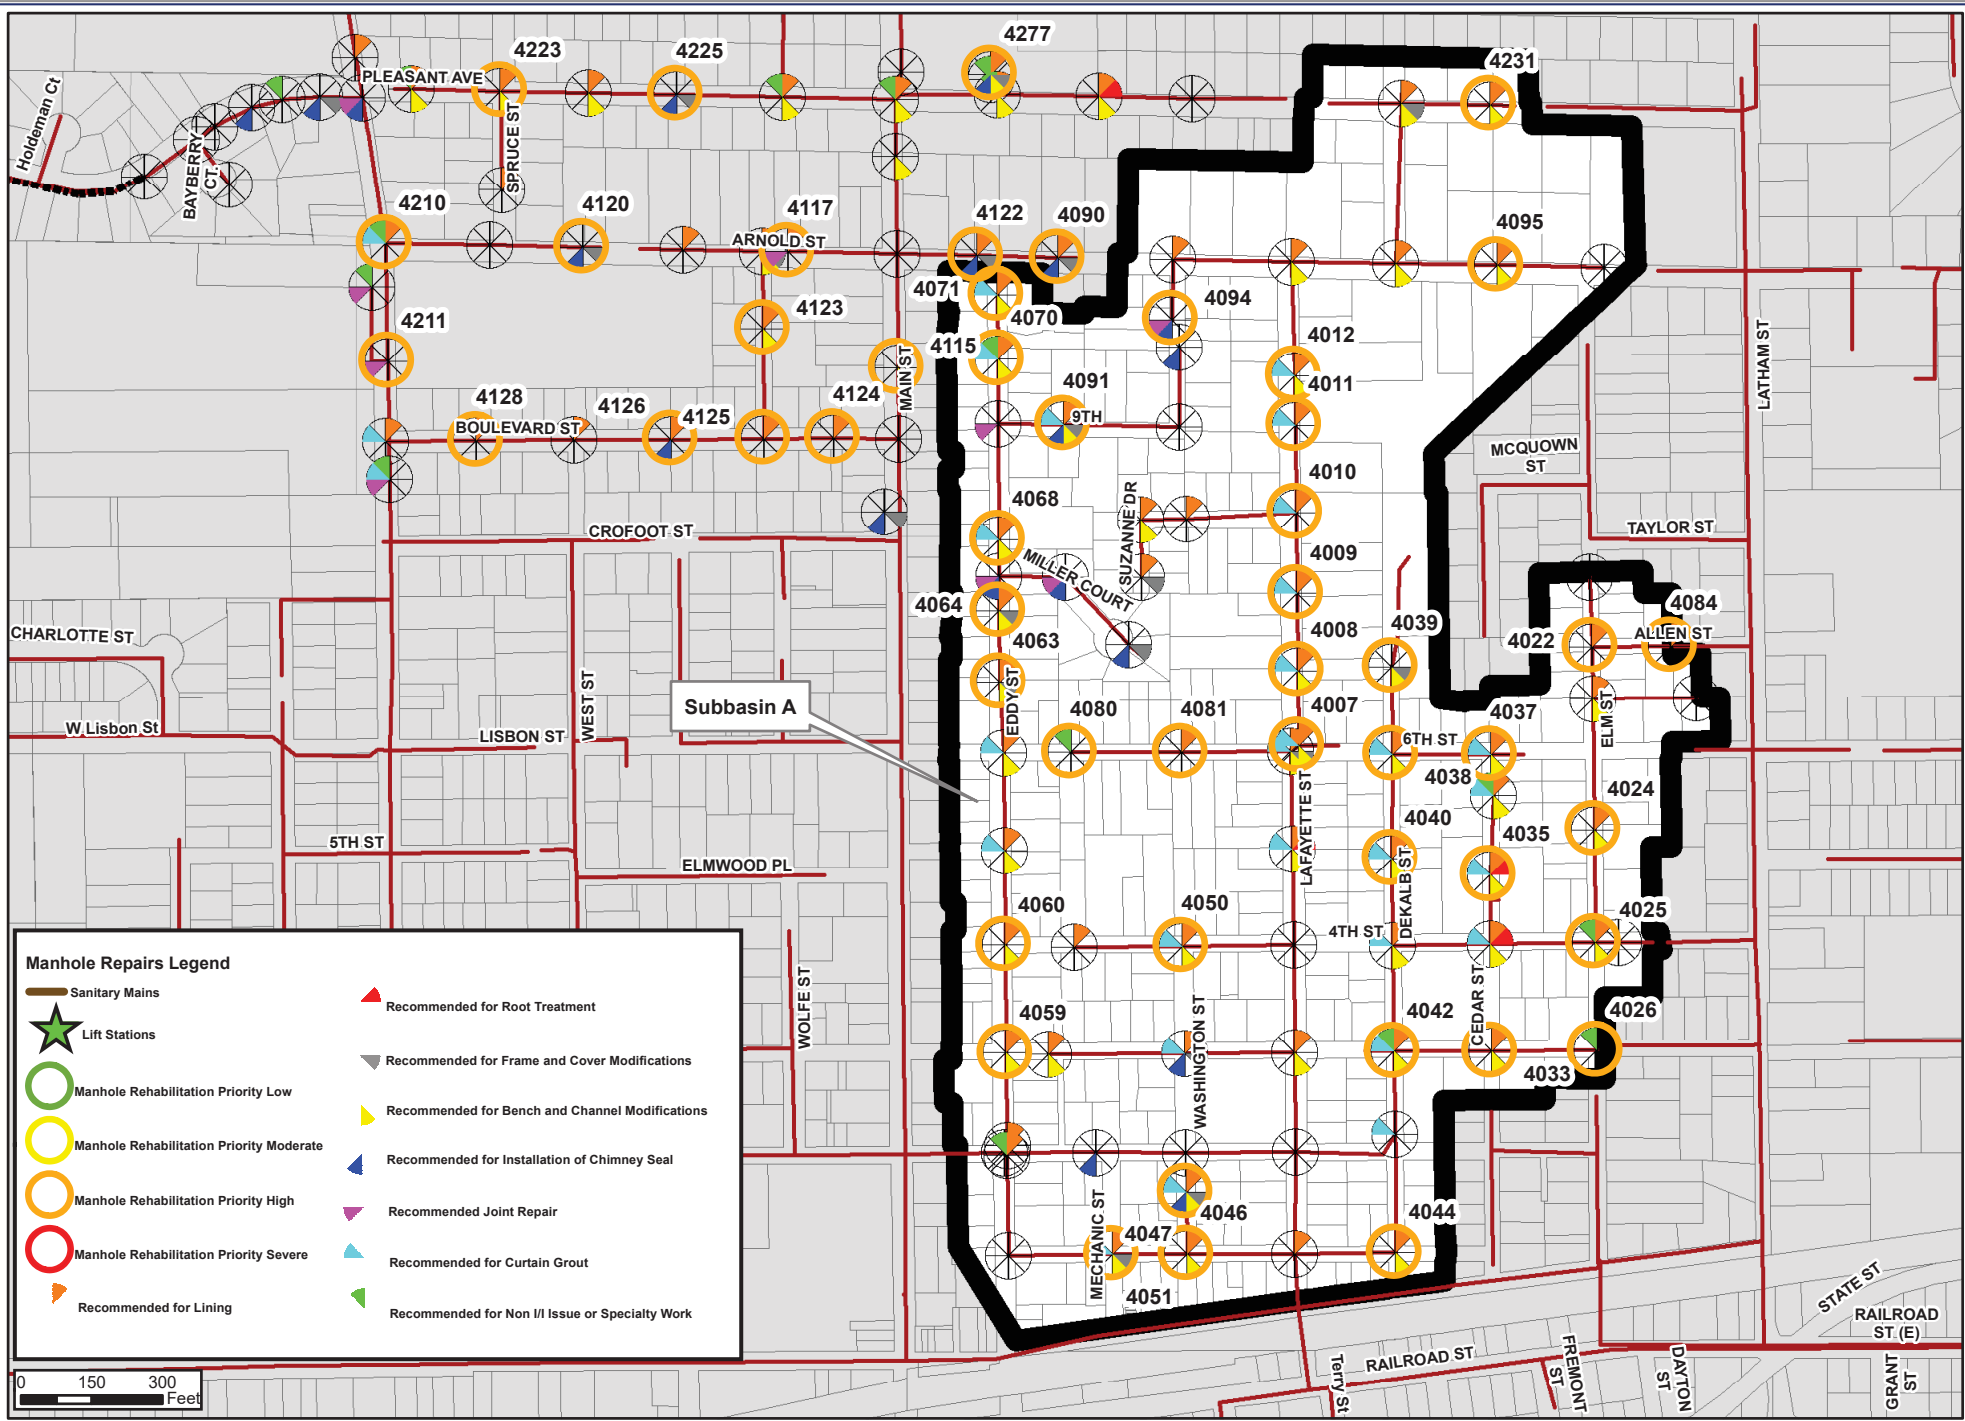 4277
4223
4225
4231
PLEASANT AVE
Holdeman Ct
BAYBERRY
CT.
SPRUCE ST
4210
4120
4117
4122
4090
4095
ARNOLD ST
4071
4094
4070
4123
4211
4115
4012
MAIN ST
LATHAM ST
4091
4011
4128
4126
4125
4124
9TH
BOULEVARD ST
MCQUOWN
ST
4010
4068
SUZANNE DR
CROFOOT ST
TAYLOR ST
4009
MILLER COURT
4064
4084
CHARLOTTE ST
4063
4008
4039
4022
ALLEN ST
EDDY ST
WEST ST
Subbasin A
4080
4081
4007
4037
ELM ST
W Lisbon St
LISBON ST
6TH ST
4038
LAFAYETTE ST
4024
4040
4035
5TH ST
ELMWOOD PL
DEKALB ST
4060
4050
4TH ST
4025
Manhole Repairs Legend
Sanitary Mains
Lift Stations
Manhole Rehabilitation Priority Low
Manhole Rehabilitation Priority Moderate
Manhole Rehabilitation Priority High
Manhole Rehabilitation Priority Severe
Recommended for Lining
Recommended for Root Treatment
Recommended for Frame and Cover Modifications
Recommended for Bench and Channel Modifications
Recommended for Installation of Chimney Seal
Recommended Joint Repair
Recommended for Curtain Grout
Recommended for Non I/I Issue or Specialty Work
WOLFE ST
CEDAR ST
4059
4042
4026
WASHINGTON ST
4033
MECHANIC ST
4046
4044
4047
4051
STATE ST
RAILROAD
ST (E)
RAILROAD ST
Terry St
FREMONT
ST
DAYTON
ST
GRANT
ST
0 150 300
Feet